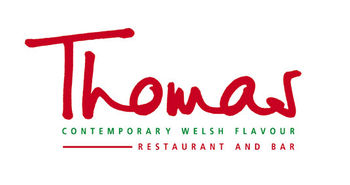 Thomas
CONTEMPORARY WELSH FLAVOUR
RESTAURANT AND BAR